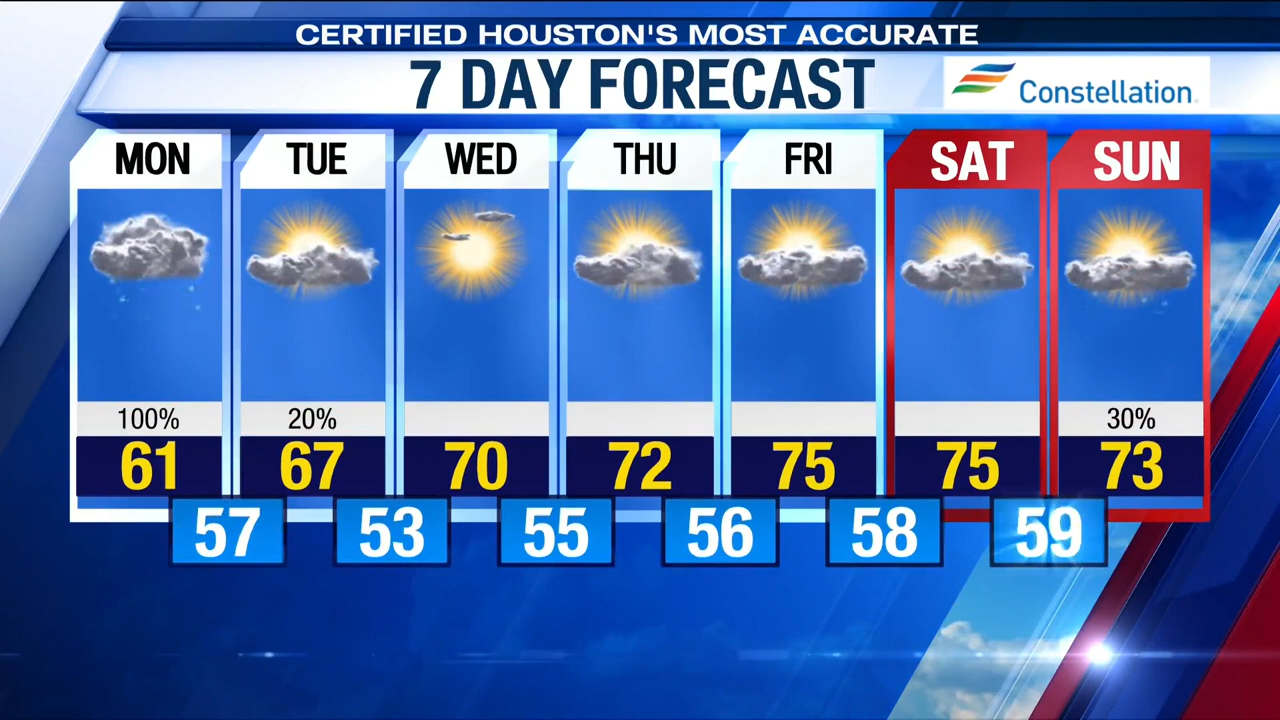 CERTIFIED HOUSTON'S MOST ACCURATE
7 DAY FORECAST
Constellation
MON TUE WED THU FRI SAT SUN
100% 20% 30%
61 67 70 72 75 75 73
57 53 55 56 58 59